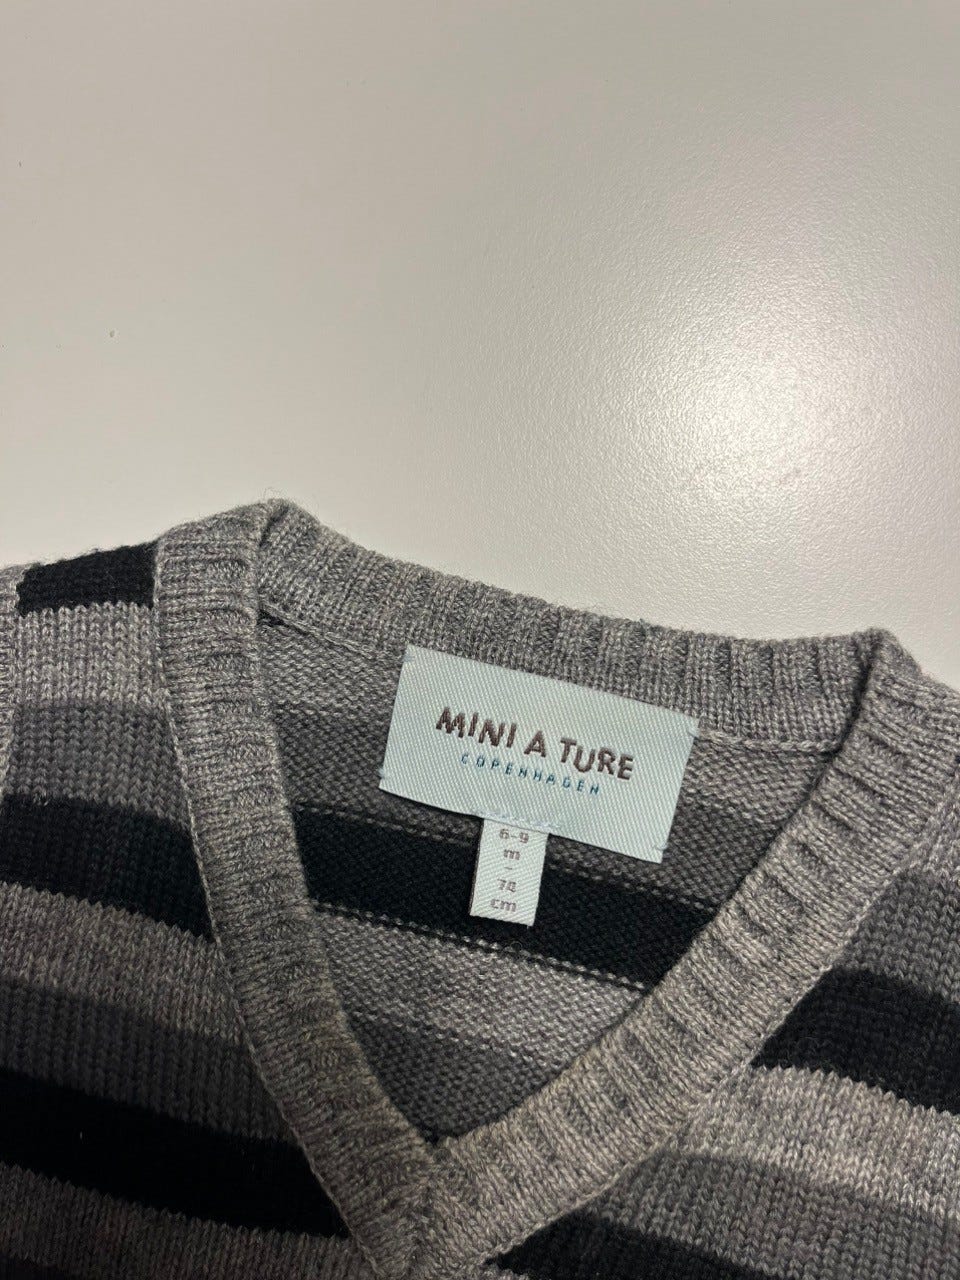 MINI A TURE
COPENHAGEN
6-9
m
-
74
cm